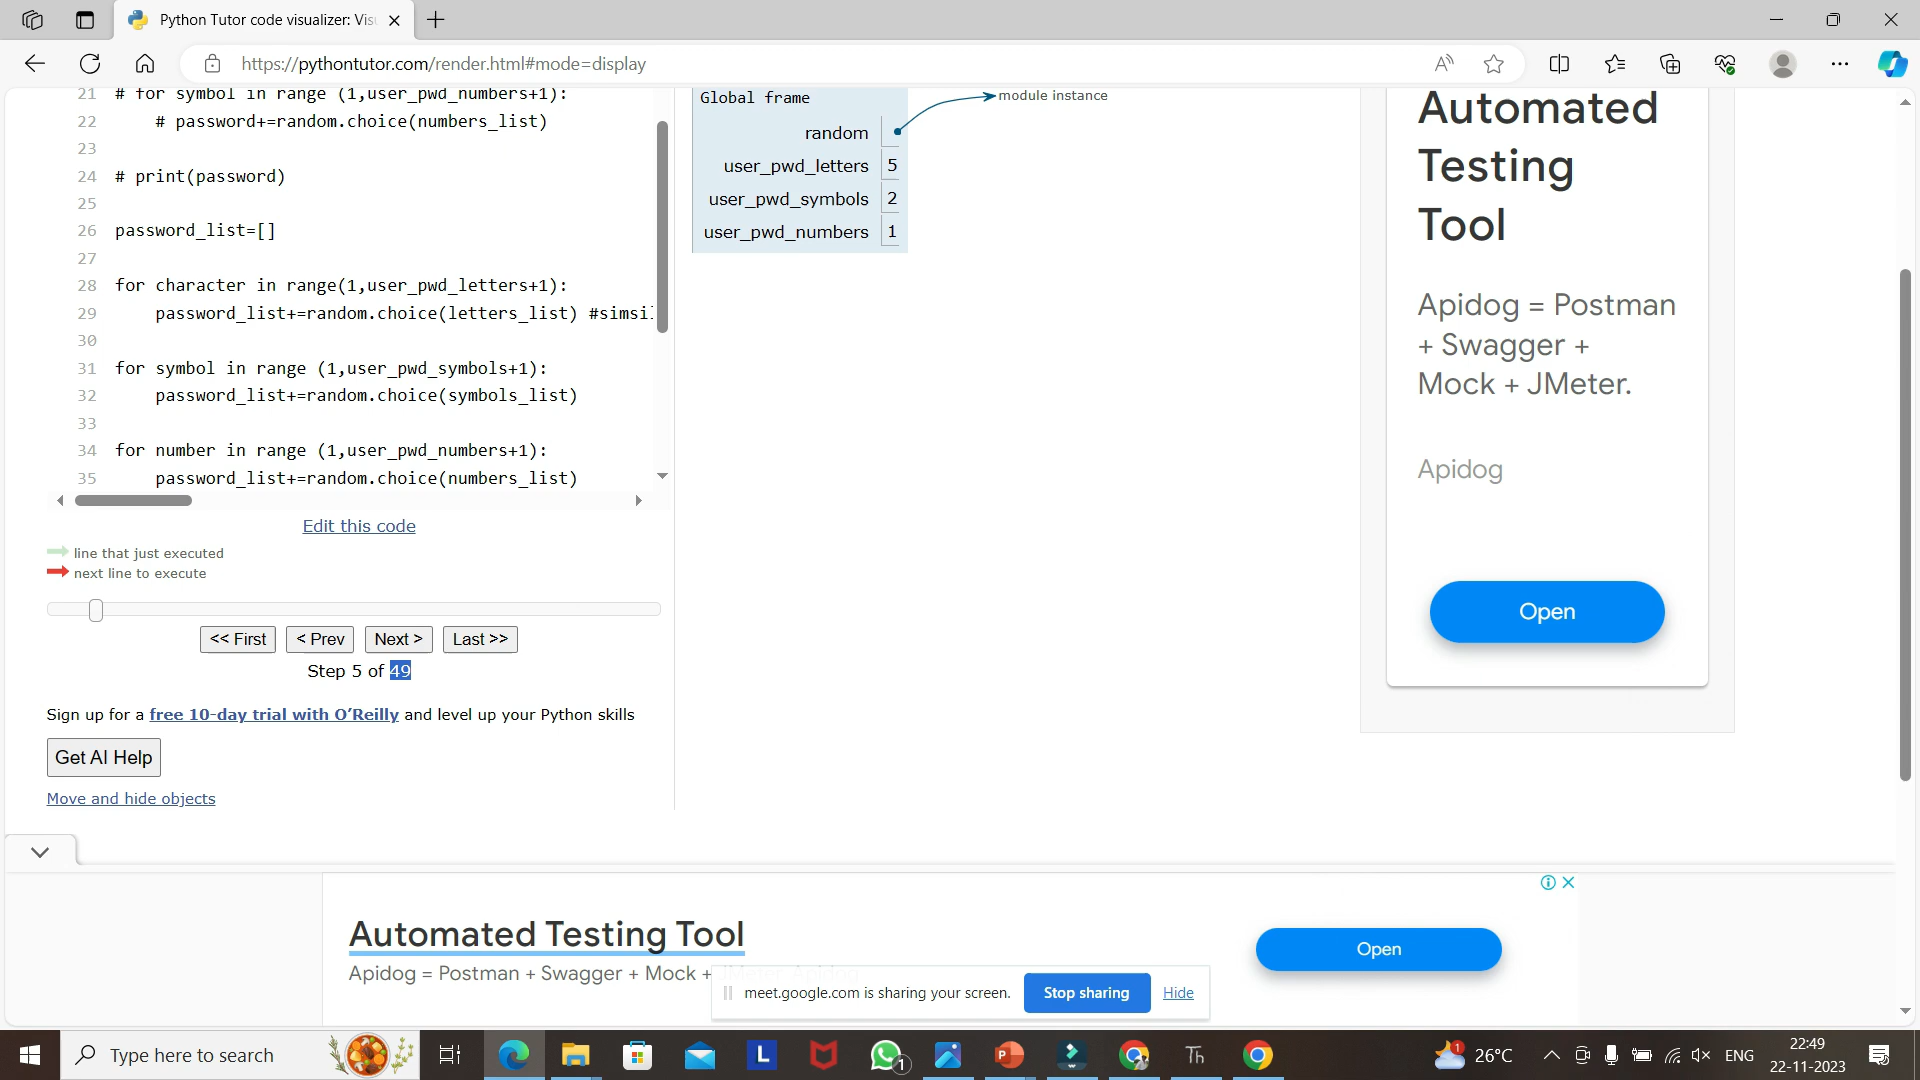 Python Tutor code visualizer: Vis
https://pythontutor.com/render.html#mode=display
21 # for symbol in range (1,user_pwd_numbers+1):
22 # password+=random.choice(numbers_list)
23
24 # print(password)
25
26 password_list=[]
27
28 for character in range(1,user_pwd_letters+1):
29 password_list+=random.choice(letters_list) #simsi
30
31 for symbol in range (1,user_pwd_symbols+1):
32 password_list+=random.choice(symbols_list)
33
34 for number in range (1,user_pwd_numbers+1):
35 password_list+=random.choice(numbers_list)
Edit this code
line that just executed
next line to execute
<< First < Prev Next > Last >>
Step 5 of 49
Sign up for a free 10-day trial with O'Reilly and level up your Python skills
Get AI Help
Move and hide objects
Global frame
module instance
random
user_pwd_letters 5
user_pwd_symbols 2
user_pwd_numbers 1
Automated
Testing
Tool
Apidog = Postman
+ Swagger +
Mock + JMeter.
Apidog
Open
Automated Testing Tool
Apidog = Postman + Swagger + Mock +
Open
meet.google.com is sharing your screen. Stop sharing Hide
Type here to search
L
Th
1
1
26°C
ENG
22:49
22-11-2023